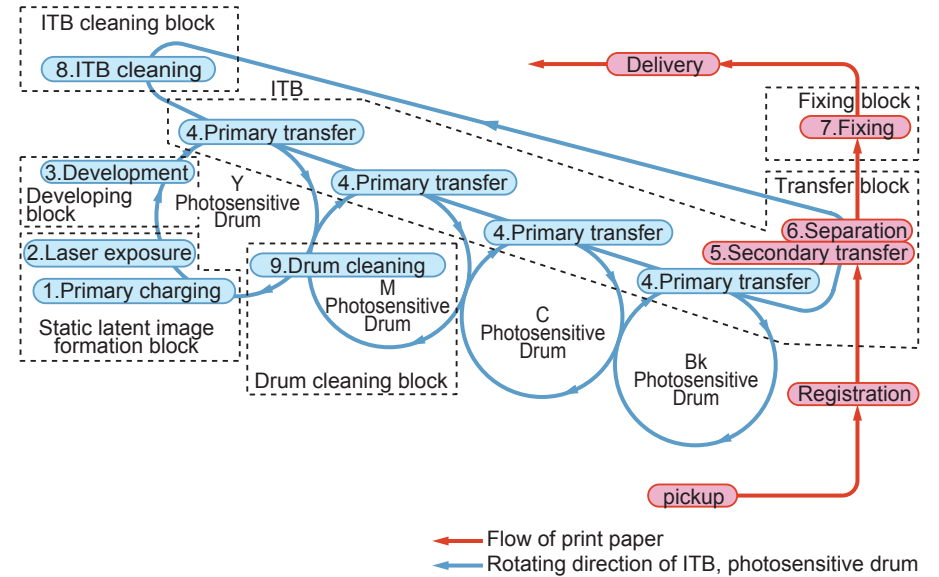 ITB cleaning block
8.ITB cleaning
ITB
Delivery
Fixing block
7.Fixing
4.Primary transfer
3.Development
Developing
block
Y
Photosensitive
Drum
4.Primary transfer
Transfer block
6.Separation
5.Secondary transfer
4.Primary transfer
2.Laser exposure
1.Primary charging
Static latent image
formation block
9.Drum cleaning
M
Photosensitive
Drum
Drum cleaning block
4.Primary transfer
C
Photosensitive
Drum
Bk
Photosensitive
Drum
Registration
pickup
Flow of print paper
Rotating direction of ITB, photosensitive drum